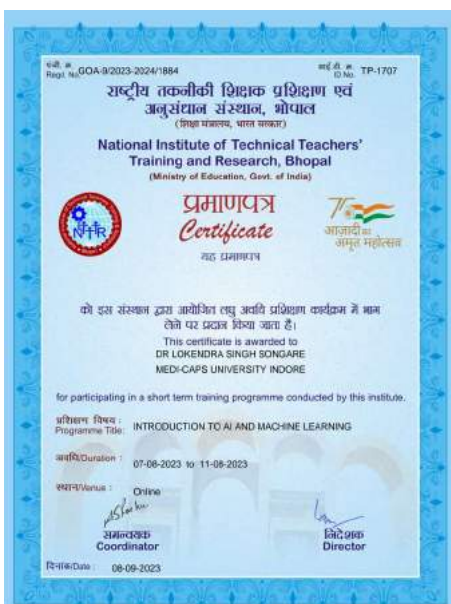 पंजी. क्र.
Regd. No. GOA-9/2023-2024/1884
आई.डी. क्र.
ID No. TP-1707
राष्ट्रीय तकनीकी शिक्षक प्रशिक्षण एवं
अनुसंधान संस्थान, भोपाल
(शिक्षा मंत्रालय, भारत सरकार)
National Institute of Technical Teachers'
Training and Research, Bhopal
(Ministry of Education, Govt. of India)
NITTTR
प्रमाणपत्र
Certificate
यह प्रमाणपत्र
आज़ादी का
अमृत महोत्सव
को इस संस्थान द्वारा आयोजित लघु अवधि प्रशिक्षण कार्यक्रम में भाग
लेने पर प्रदान किया जाता है।
This certificate is awarded to
DR LOKENDRA SINGH SONGARE
MEDI-CAPS UNIVERSITY INDORE
for participating in a short term training programme conducted by this institute.
प्रशिक्षण विषय :
Programme Title: INTRODUCTION TO AI AND MACHINE LEARNING
अवधि/Duration : 07-08-2023 to 11-08-2023
स्थान/Venue : Online
समन्वयक
Coordinator
निदेशक
Director
दिनांक/Date : 08-09-2023